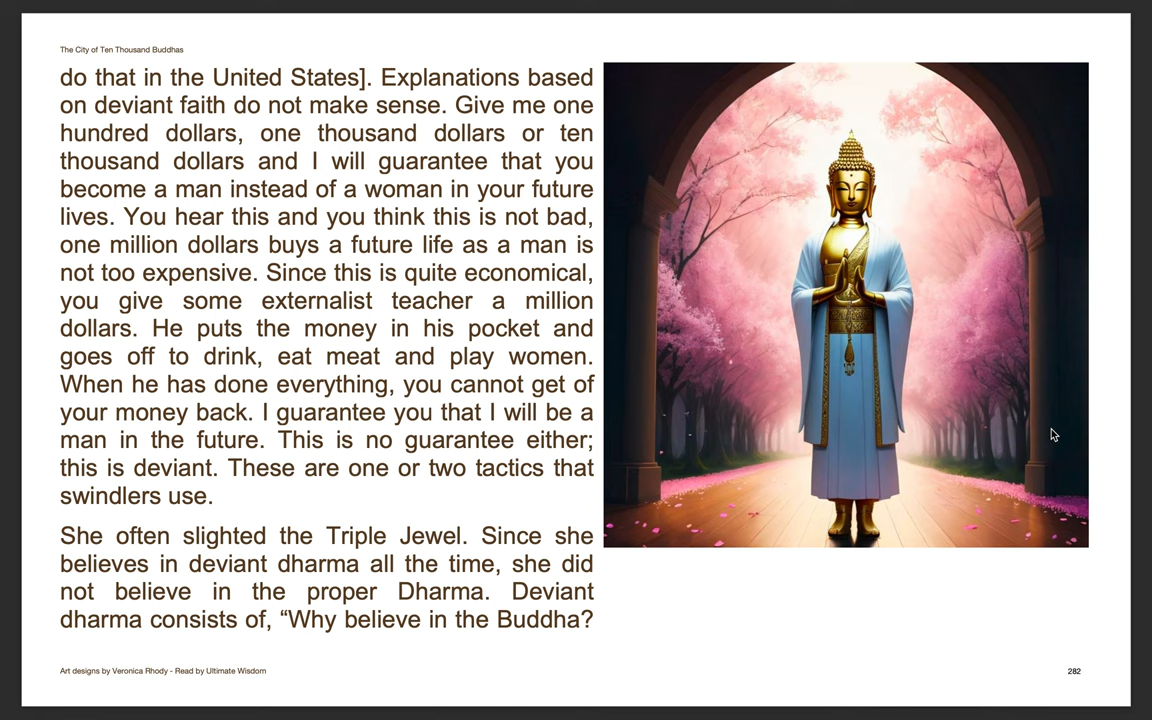 The City of Ten Thousand Buddhas
do that in the United States]. Explanations based
on deviant faith do not make sense. Give me one
hundred dollars, one thousand dollars or ten
thousand dollars and I will guarantee that you
become a man instead of a woman in your future
lives. You hear this and you think this is not bad,
one million dollars buys a future life as a man is
not too expensive. Since this is quite economical,
you give some externalist teacher a million
dollars. He puts the money in his pocket and
goes off to drink, eat meat and play women.
When he has done everything, you cannot get of
your money back. I guarantee you that I will be a
man in the future. This is no guarantee either;
this is deviant. These are one or two tactics that
swindlers use.
She often slighted the Triple Jewel. Since she
believes in deviant dharma all the time, she did
not believe in the proper Dharma. Deviant
dharma consists of, “Why believe in the Buddha?
Art designs by Veronica Rhody - Read by Ultimate Wisdom
282